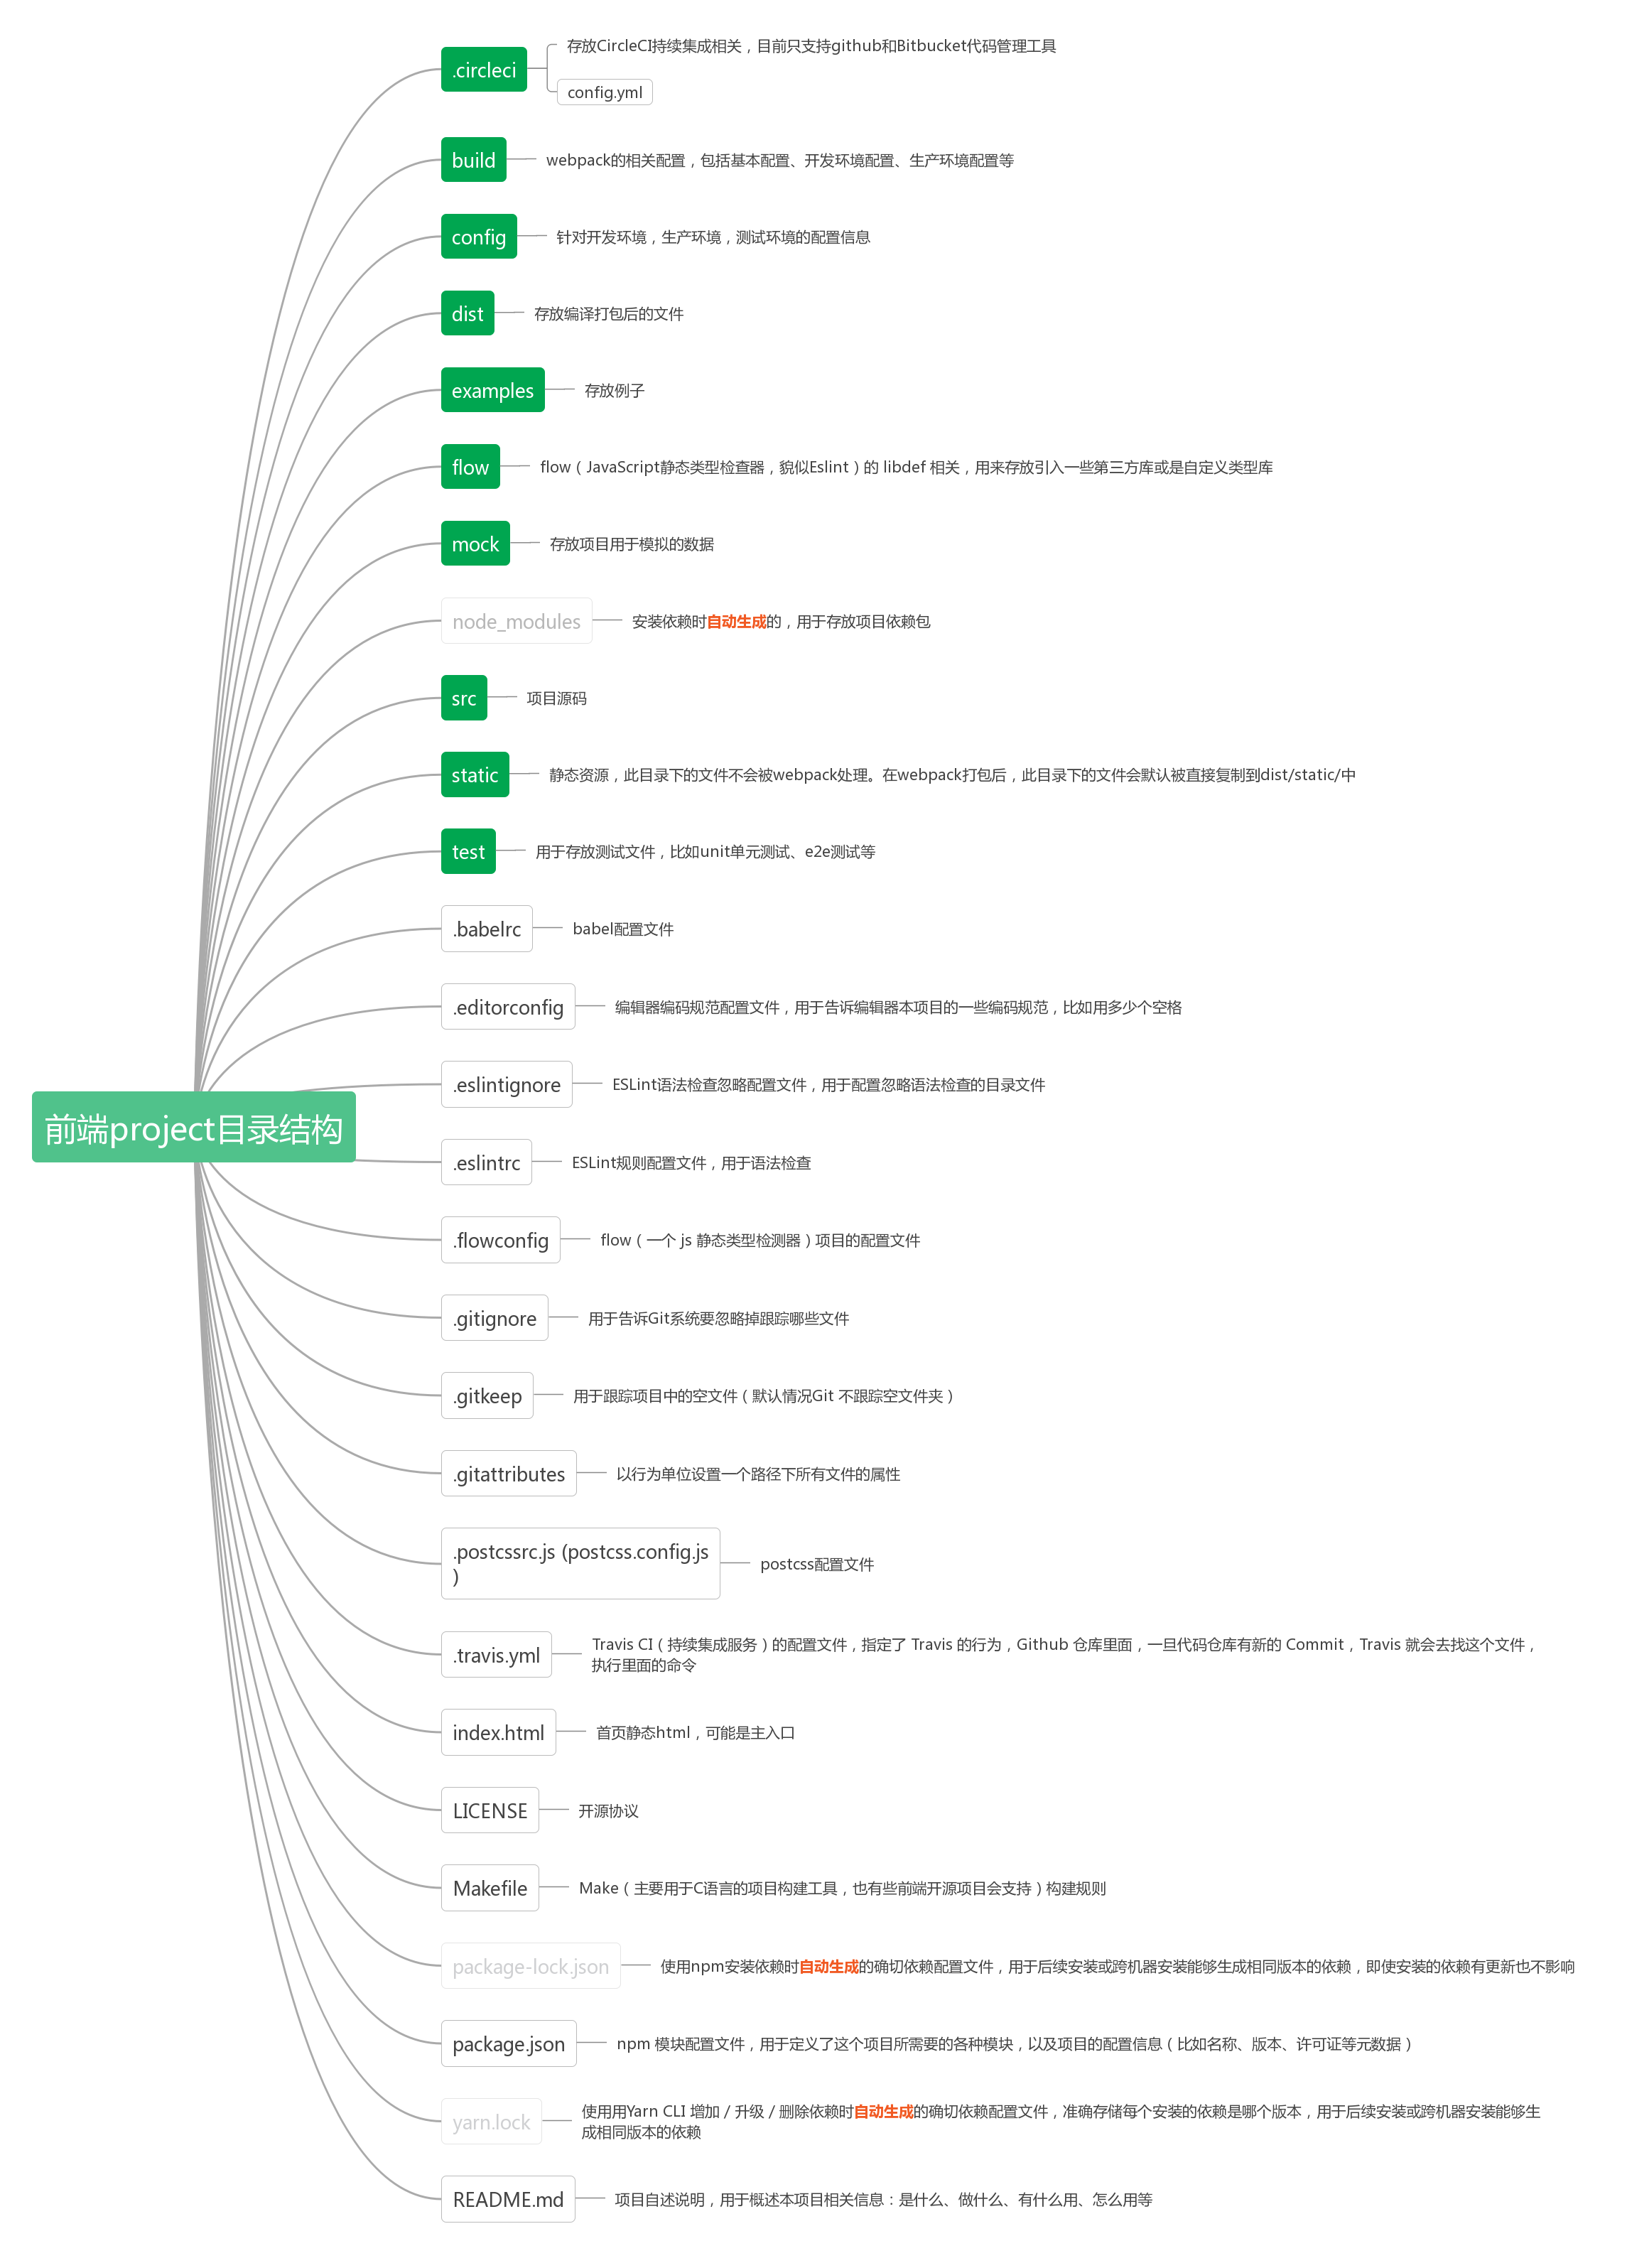 存放CircleCI持续集成相关，目前只支持github和Bitbucket代码管理工具
.circleci
config.yml
build
webpack的相关配置，包括基本配置、开发环境配置、生产环境配置等
config
针对开发环境，生产环境，测试环境的配置信息
dist
存放编译打包后的文件
examples
存放例子
flow
flow（JavaScript静态类型检查器，貌似Eslint）的 libdef 相关，用来存放引入一些第三方库或是自定义类型库
mock
存放项目用于模拟的数据
node_modules
安装依赖时自动生成的，用于存放项目依赖包
src
项目源码
static
静态资源，此目录下的文件不会被webpack处理。在webpack打包后，此目录下的文件会默认被直接复制到dist/static/中
test
用于存放测试文件，比如unit单元测试、e2e测试等
.babelrc
babel配置文件
.editorconfig
编辑器编码规范配置文件，用于告诉编辑器本项目的一些编码规范，比如用多少个空格
.eslintignore
ESLint语法检查忽略配置文件，用于配置忽略语法检查的目录文件
前端project目录结构
.eslintrc
ESLint规则配置文件，用于语法检查
.flowconfig
flow（一个 js 静态类型检测器）项目的配置文件
.gitignore
用于告诉Git系统要忽略掉跟踪哪些文件
.gitkeep
用于跟踪项目中的空文件（默认情况Git 不跟踪空文件夹）
.gitattributes
以行为单位设置一个路径下所有文件的属性
.postcssrc.js (postcss.config.js
)
postcss配置文件
.travis.yml
Travis CI（持续集成服务）的配置文件，指定了 Travis 的行为，Github 仓库里面，一旦代码仓库有新的 Commit，Travis 就会去找这个文件，
执行里面的命令
index.html
首页静态html，可能是主入口
LICENSE
开源协议
Makefile
Make（主要用于C语言的项目构建工具，也有些前端开源项目会支持）构建规则
package-lock.json
使用npm安装依赖时自动生成的确切依赖配置文件，用于后续安装或跨机器安装能够生成相同版本的依赖，即使安装的依赖有更新也不影响
package.json
npm 模块配置文件，用于定义了这个项目所需要的各种模块，以及项目的配置信息（比如名称、版本、许可证等元数据）
yarn.lock
使用用Yarn CLI 增加 / 升级 / 删除依赖时自动生成的确切依赖配置文件，准确存储每个安装的依赖是哪个版本，用于后续安装或跨机器安装能够生
成相同版本的依赖
README.md
项目自述说明，用于概述本项目相关信息：是什么、做什么、有什么用、怎么用等